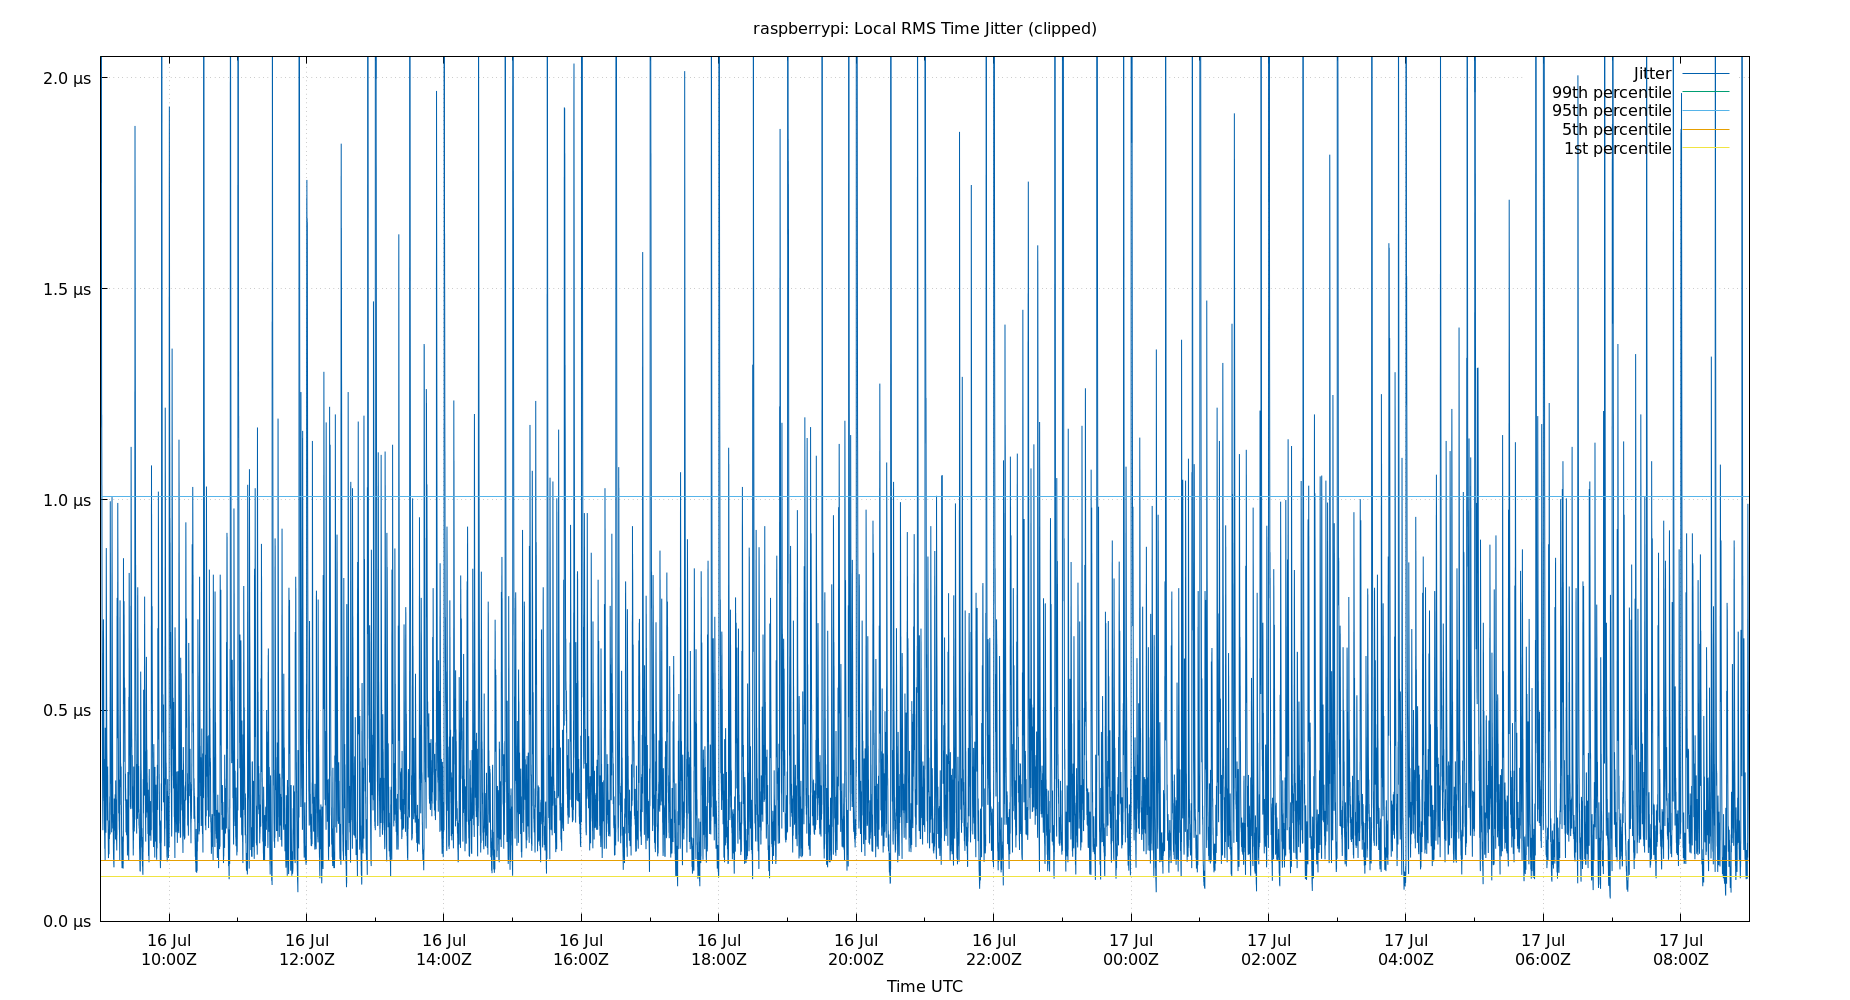 raspberrypi: Local RMS Time Jitter (clipped)
2.0 µs
1.5 µs
1.0 µs
0.5 µs
0.0 µs
Jitter
99th percentile
95th percentile
5th percentile
1st percentile
16 Jul 16 Jul 16 Jul 16 Jul 16 Jul 16 Jul 16 Jul 17 Jul 17 Jul 17 Jul 17 Jul 17 Jul
10:00Z 12:00Z 14:00Z 16:00Z 18:00Z 20:00Z 22:00Z 00:00Z 02:00Z 04:00Z 06:00Z 08:00Z
Time UTC